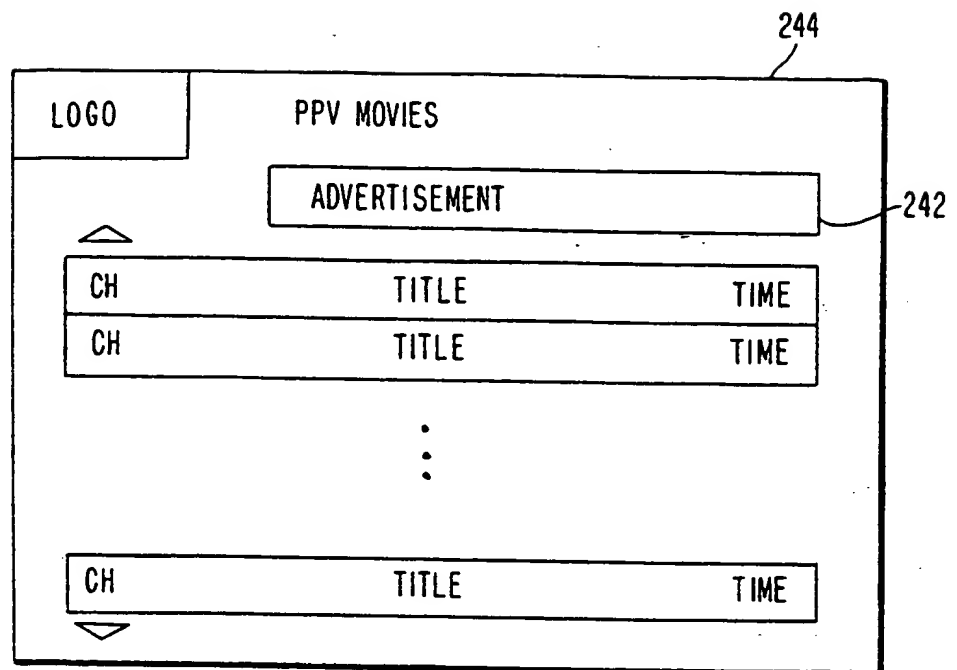 244
LOGO PPV MOVIES
ADVERTISEMENT
242
CH TITLE TIME
CH TITLE TIME
CH TITLE TIME